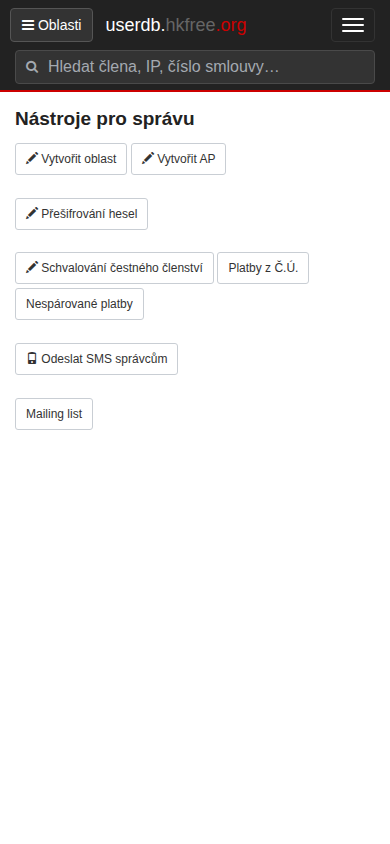 Oblasti userdb.hkfree.org
Hledat člena, IP, číslo smlouvy…
Nástroje pro správu
Vytvořit oblast Vytvořit AP
Přešifrování hesel
Schvalování čestného členství Platby z Č.Ú.
Nespárované platby
Odeslat SMS správcům
Mailing list